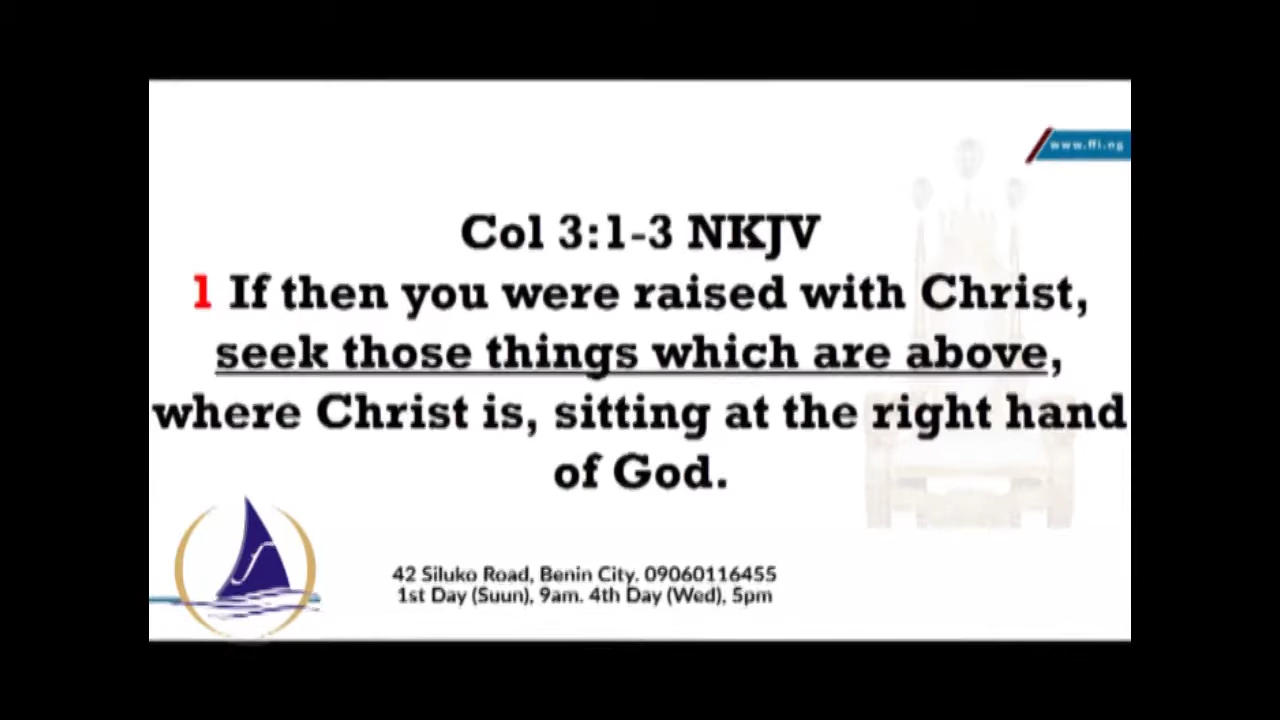 www.ffi.ng
Col 3:1-3 NKJV
1 If then you were raised with Christ,
seek those things which are above,
where Christ is, sitting at the right hand
of God.
42 Siluko Road, Benin City. 09060116455
1st Day (Suun), 9am. 4th Day (Wed), 5pm